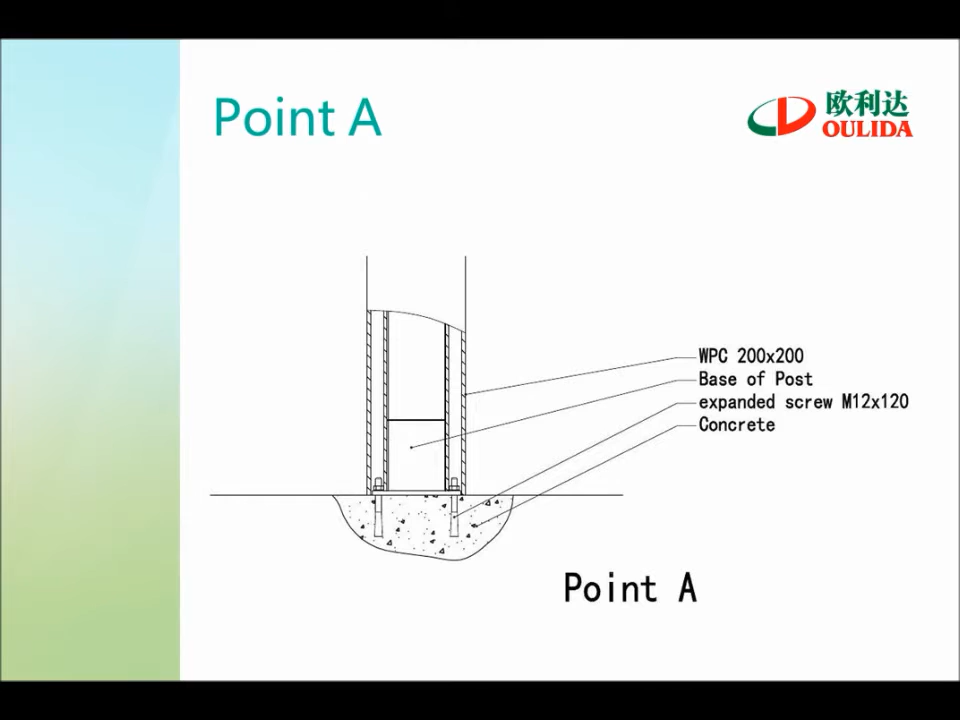 Point A
欧利达
OULIDA
WPC 200x200
Base of Post
expanded screw M12x120
Concrete
Point A